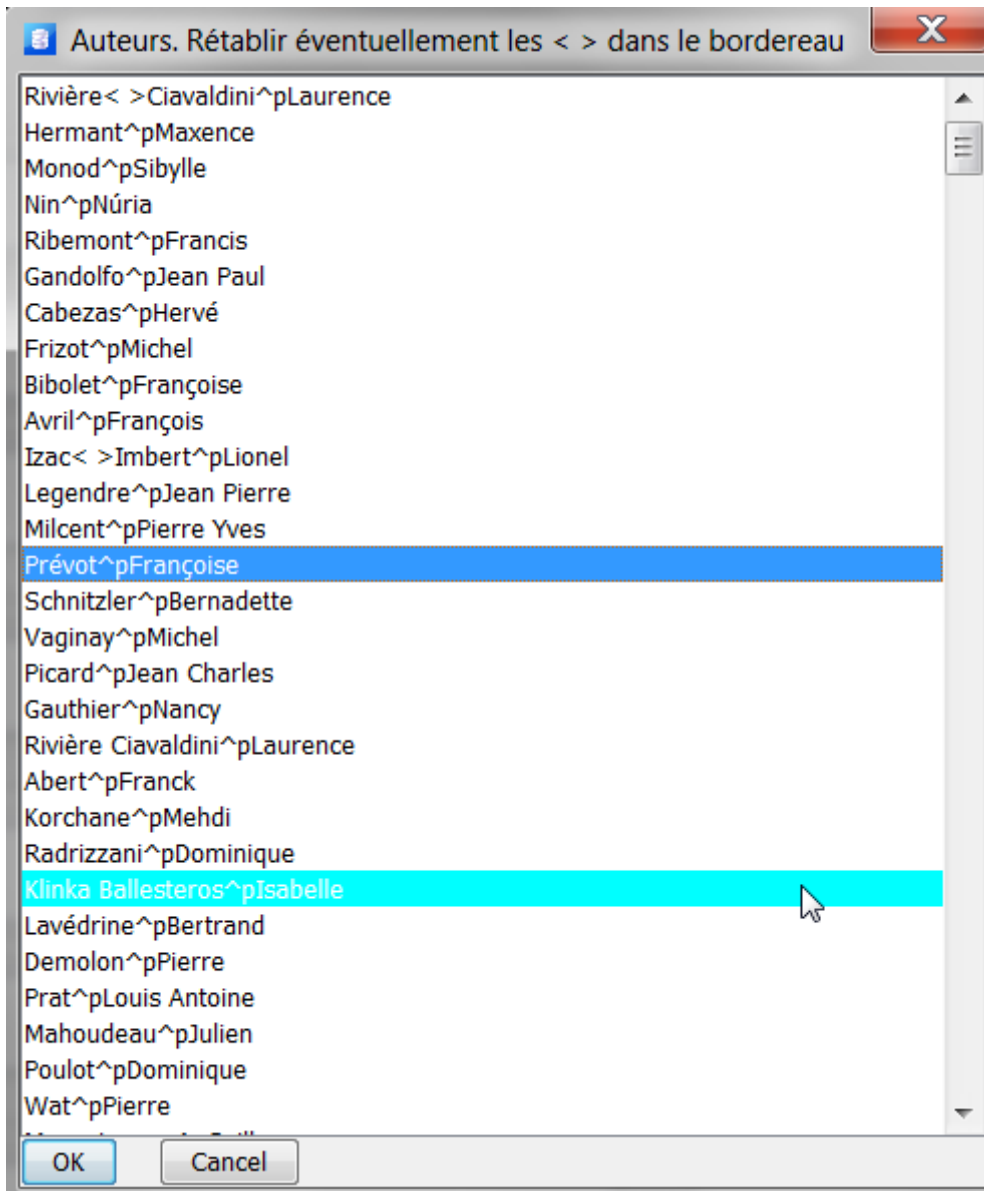 Auteurs. Rétablir éventuellement les < > dans le bordereau
Rivière< >Ciavaldini^pLaurence
Hermant^pMaxence
Monod^pSibylle
Nin^pNúria
Ribemont^pFrancis
Gandolfo^pJean Paul
Cabezas^pHervé
Frizot^pMichel
Bibolet^pFrançoise
Avril^pFrançois
Izac< >Imbert^pLionel
Legendre^pJean Pierre
Milcent^pPierre Yves
Prévot^pFrançoise
Schnitzler^pBernadette
Vaginay^pMichel
Picard^pJean Charles
Gauthier^pNancy
Rivière Ciavaldini^pLaurence
Abert^pFranck
Korchane^pMehdi
Radrizzani^pDominique
Klinka Ballesteros^pIsabelle
Lavédrine^pBertrand
Demolon^pPierre
Prat^pLouis Antoine
Mahoudeau^pJulien
Poulot^pDominique
Wat^pPierre
OK Cancel